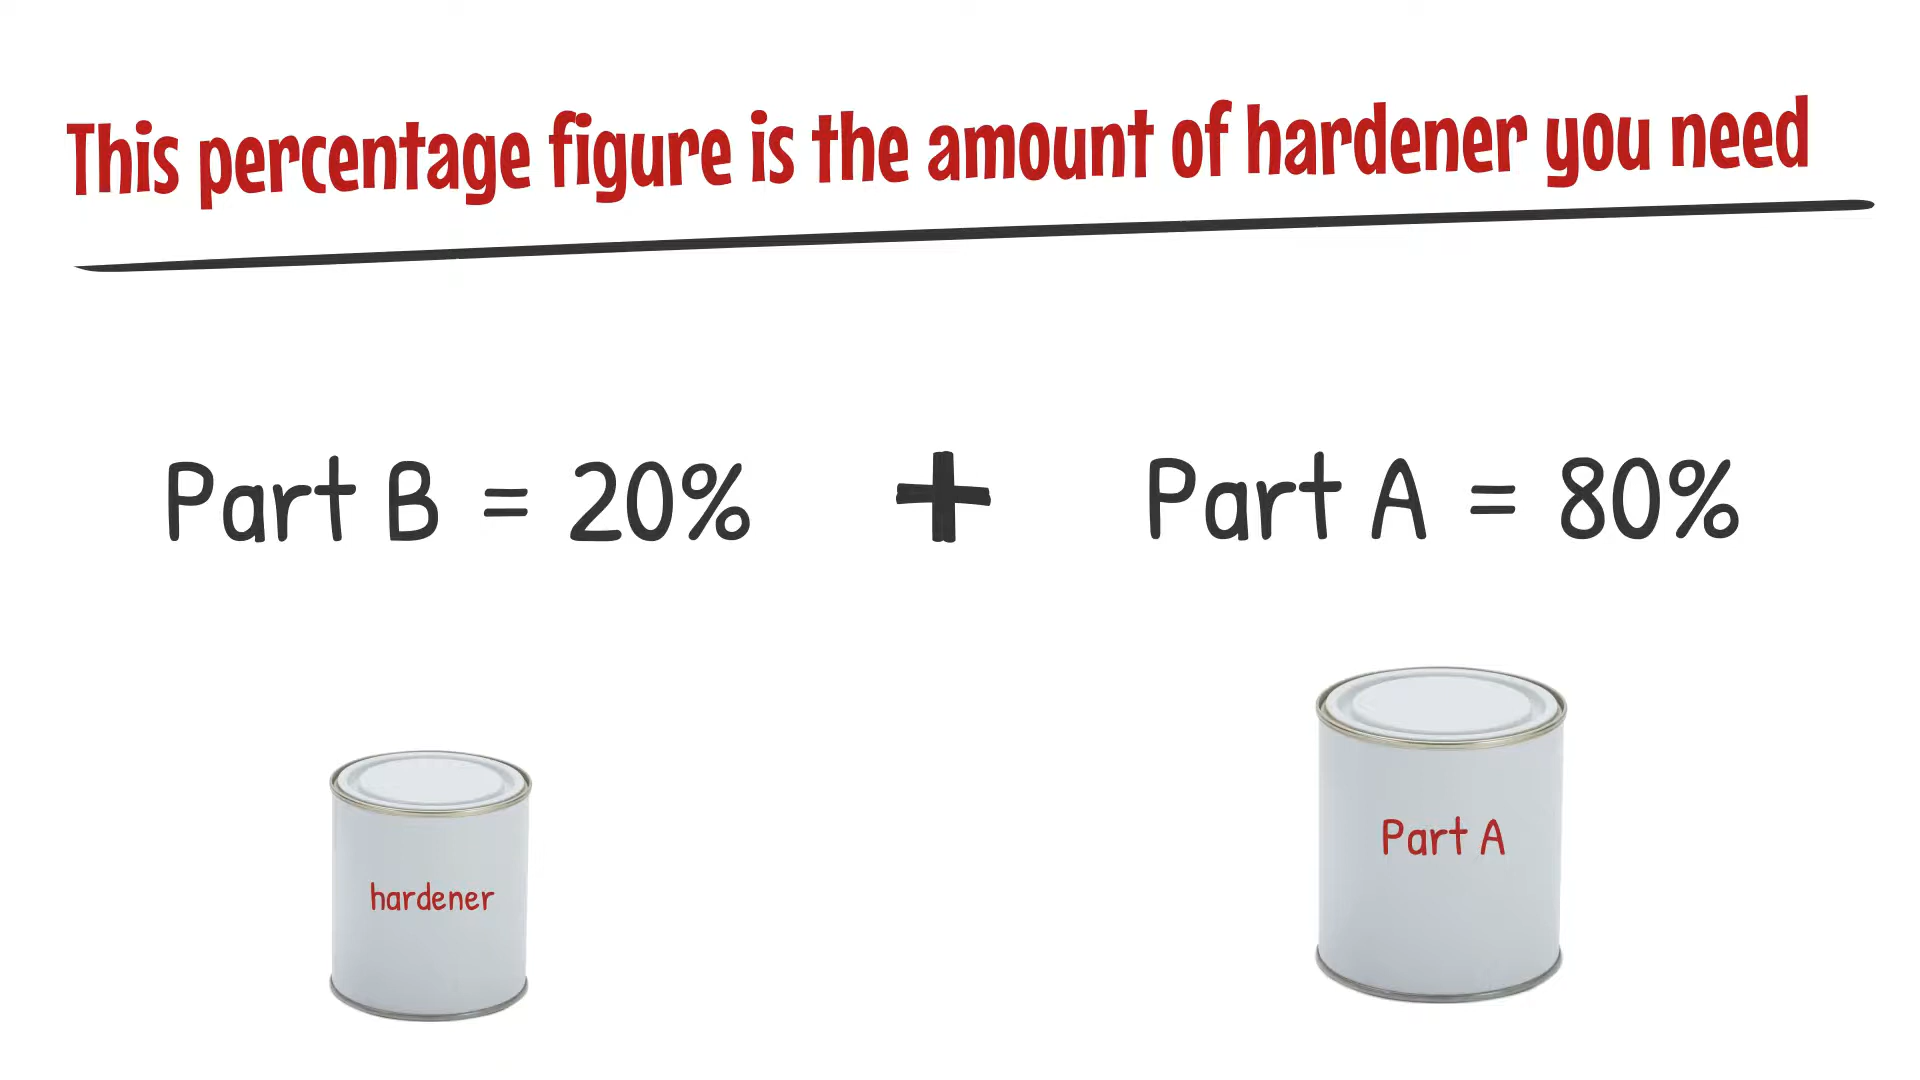 This percentage figure is the amount of hardener you need
Part B = 20% + Part A = 80%
hardener
Part A